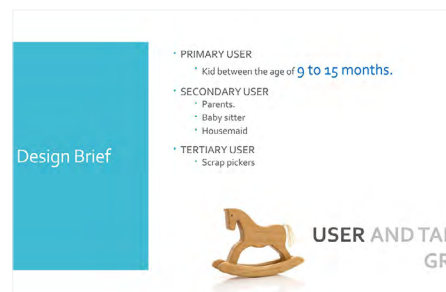 PRIMARY USER
Kid between the age of 9 to 15 months.
SECONDARY USER
Parents.
Baby sitter
Housemaid
TERTIARY USER
Scrap pickers
Design Brief
USER AND TA
GR